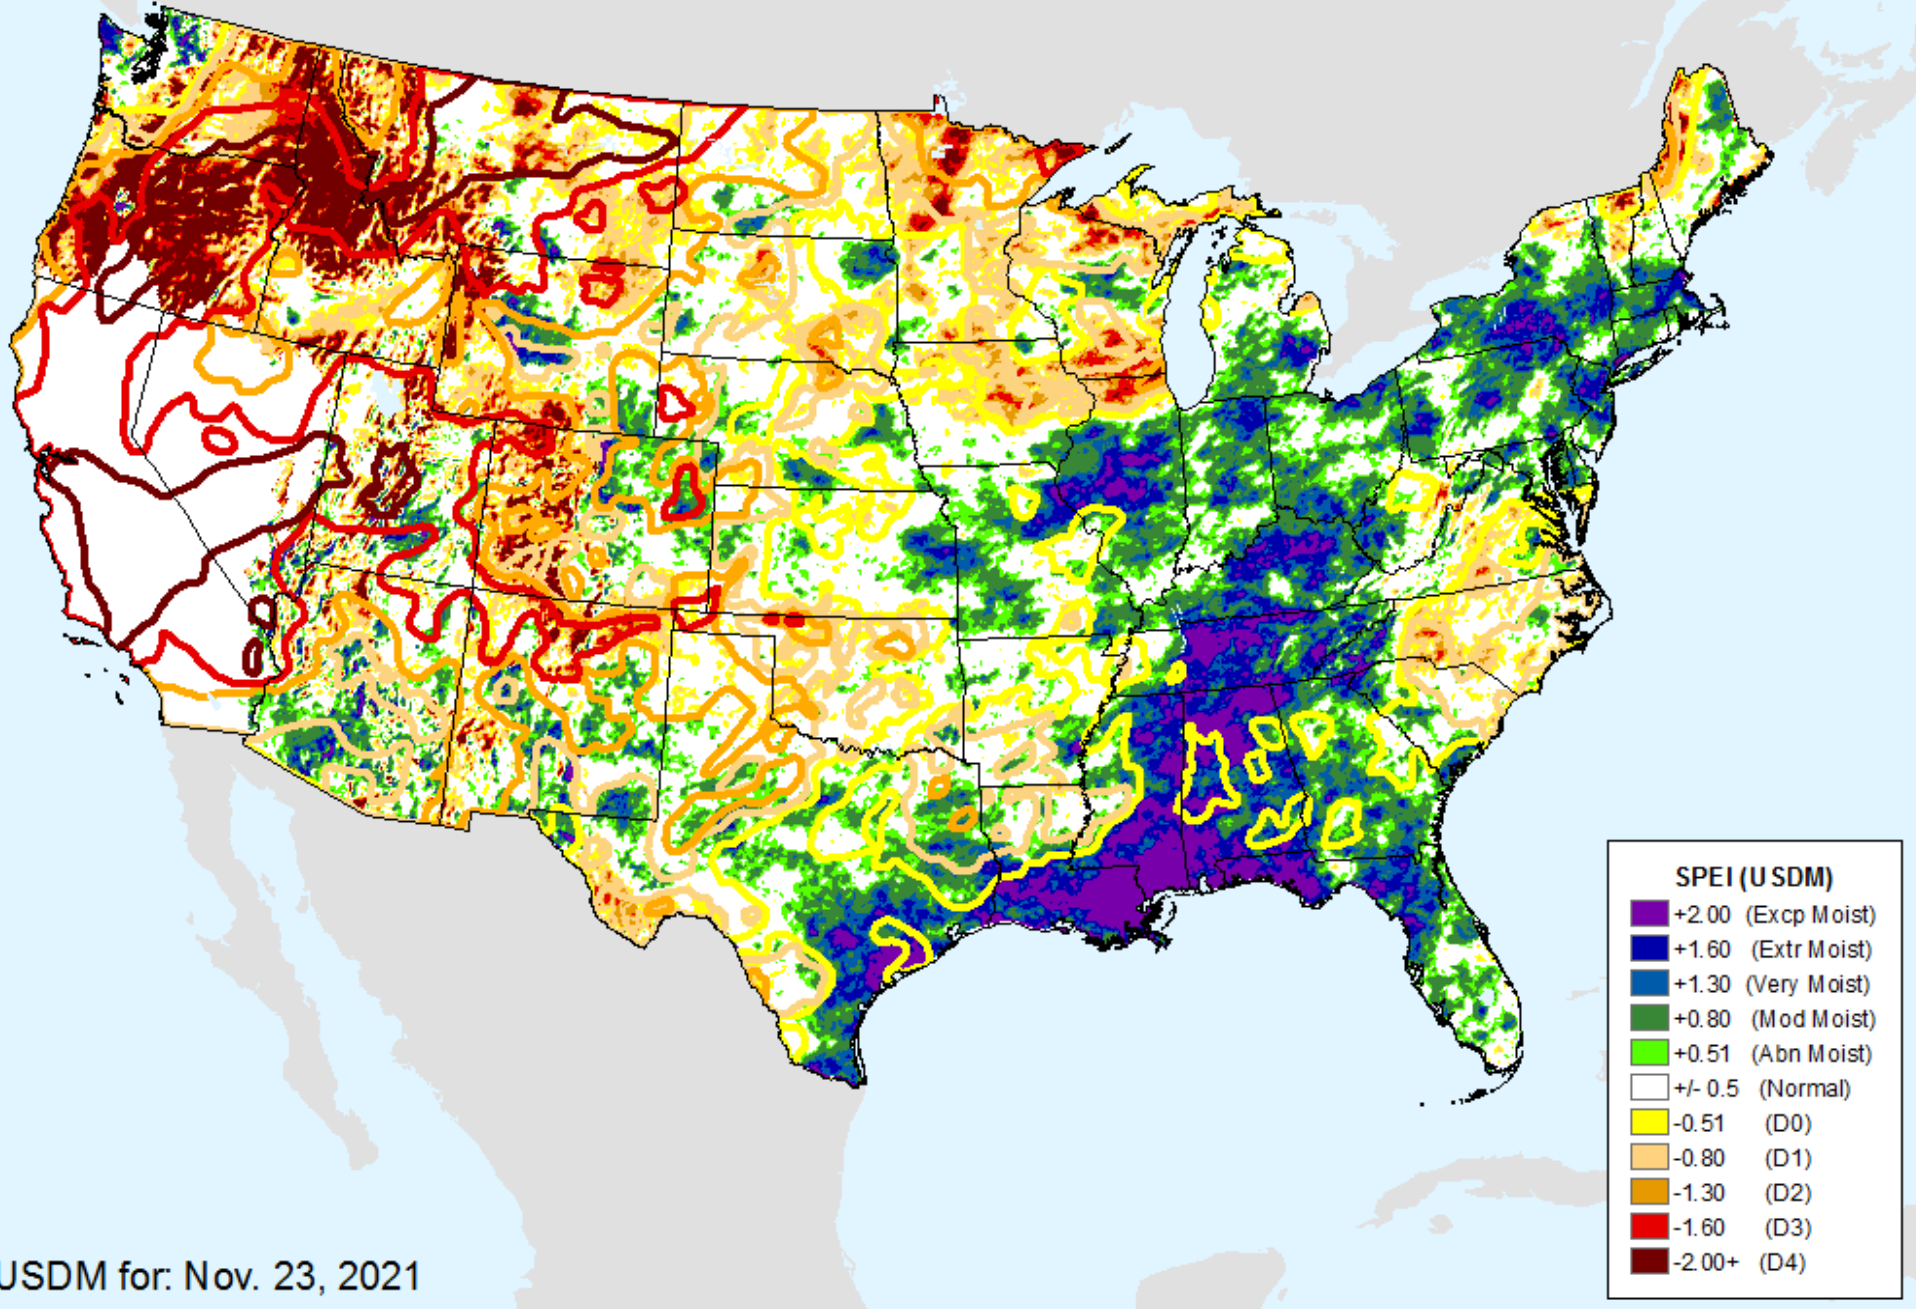 SPEI (USDM)
+2.00 (Excp Moist)
+1.60 (Extr Moist)
+1.30 (Very Moist)
+0.80 (Mod Moist)
+0.51 (Abn Moist)
+/- 0.5 (Normal)
-0.51 (D0)
-0.80 (D1)
-1.30 (D2)
-1.60 (D3)
-2.00+ (D4)
USDM for: Nov. 23, 2021